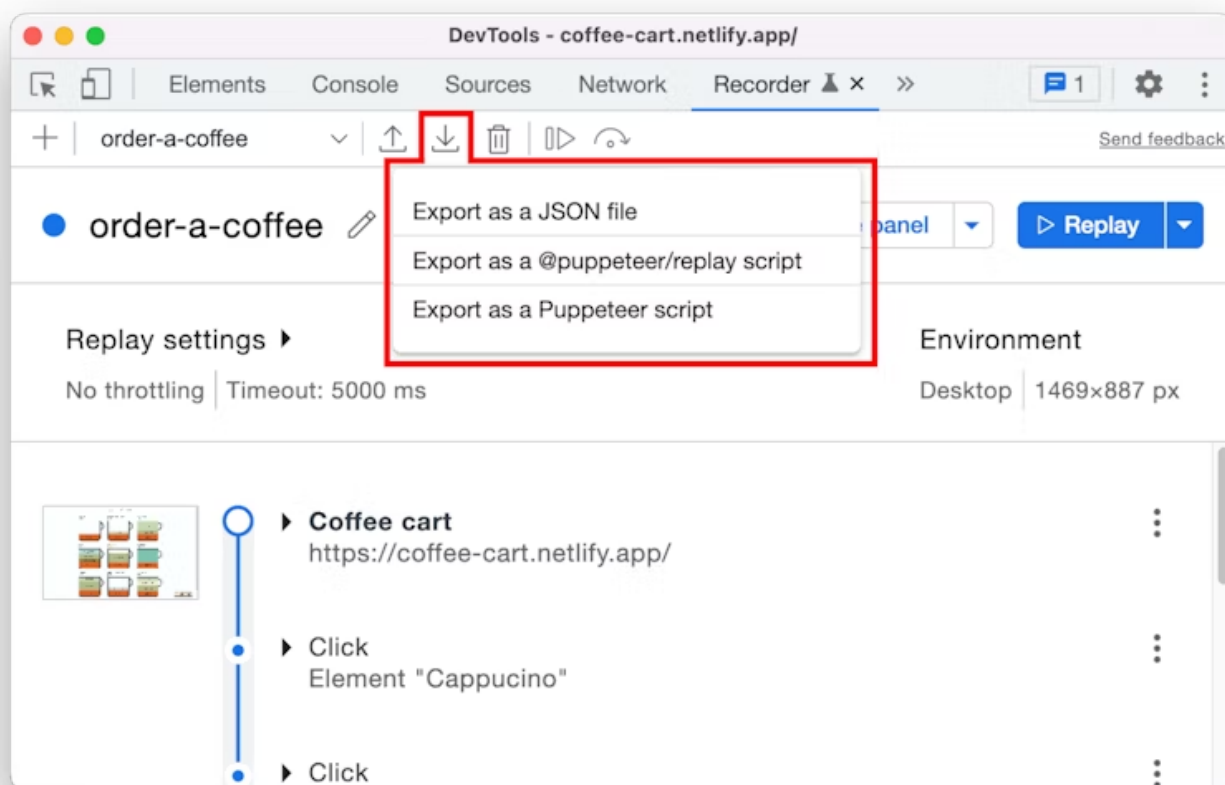 DevTools - coffee-cart.netlify.app/
Elements Console Sources Network Recorder 1
order-a-coffee
Send feedback
Export as a JSON file
Export as a @puppeteer/replay script
Export as a Puppeteer script
order-a-coffee
panel
Replay
Replay settings
Environment
No throttling Timeout: 5000 ms
Desktop 1469×887 px
Coffee cart
https://coffee-cart.netlify.app/
Click
Element "Cappucino"
Click